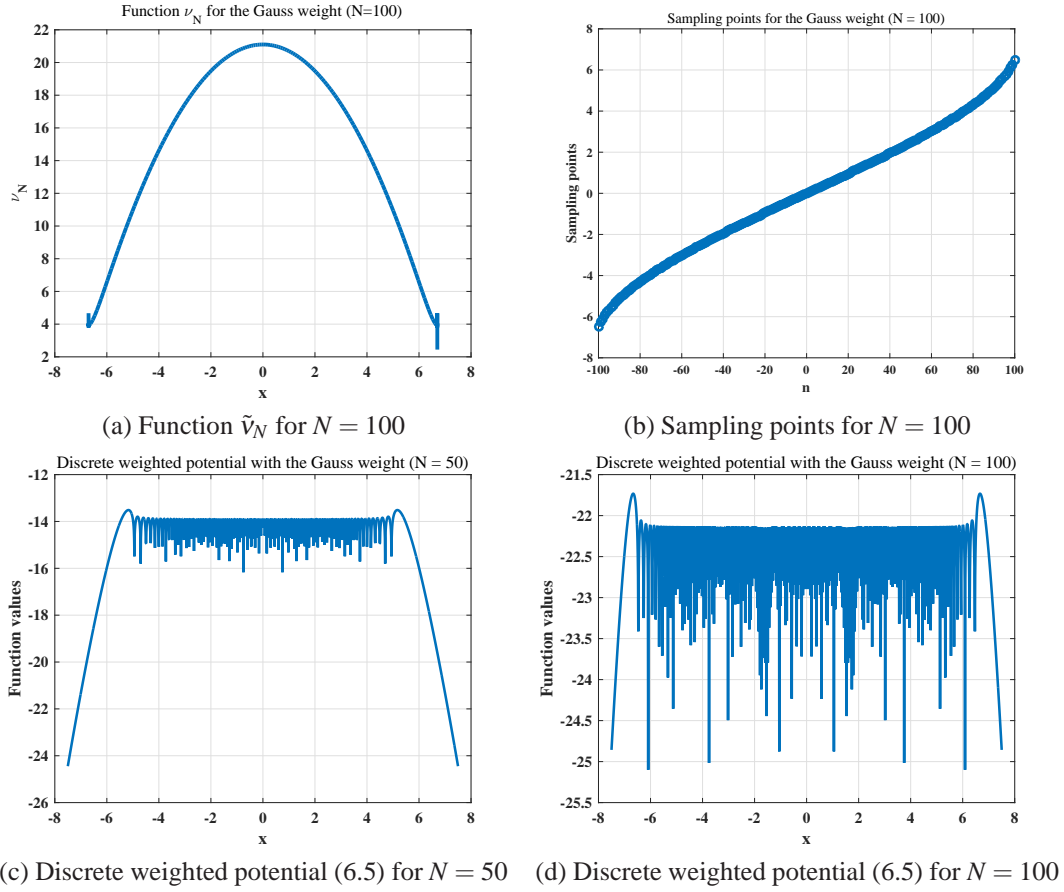 Function ν_N for the Gauss weight (N=100)
22
20
18
16
14
12
10
8
6
4
2
ν_N
-8 -6 -4 -2 0 2 4 6 8
x
(a) Function ν̃_N for N = 100
Sampling points for the Gauss weight (N = 100)
8
6
4
2
0
-2
-4
-6
-8
Sampling points
-100 -80 -60 -40 -20 0 20 40 60 80 100
n
(b) Sampling points for N = 100
Discrete weighted potential with the Gauss weight (N = 50)
-12
-14
-16
-18
-20
-22
-24
-26
Function values
-8 -6 -4 -2 0 2 4 6 8
x
(c) Discrete weighted potential (6.5) for N = 50
Discrete weighted potential with the Gauss weight (N = 100)
-21.5
-22
-22.5
-23
-23.5
-24
-24.5
-25
-25.5
Function values
-8 -6 -4 -2 0 2 4 6 8
x
(d) Discrete weighted potential (6.5) for N = 100